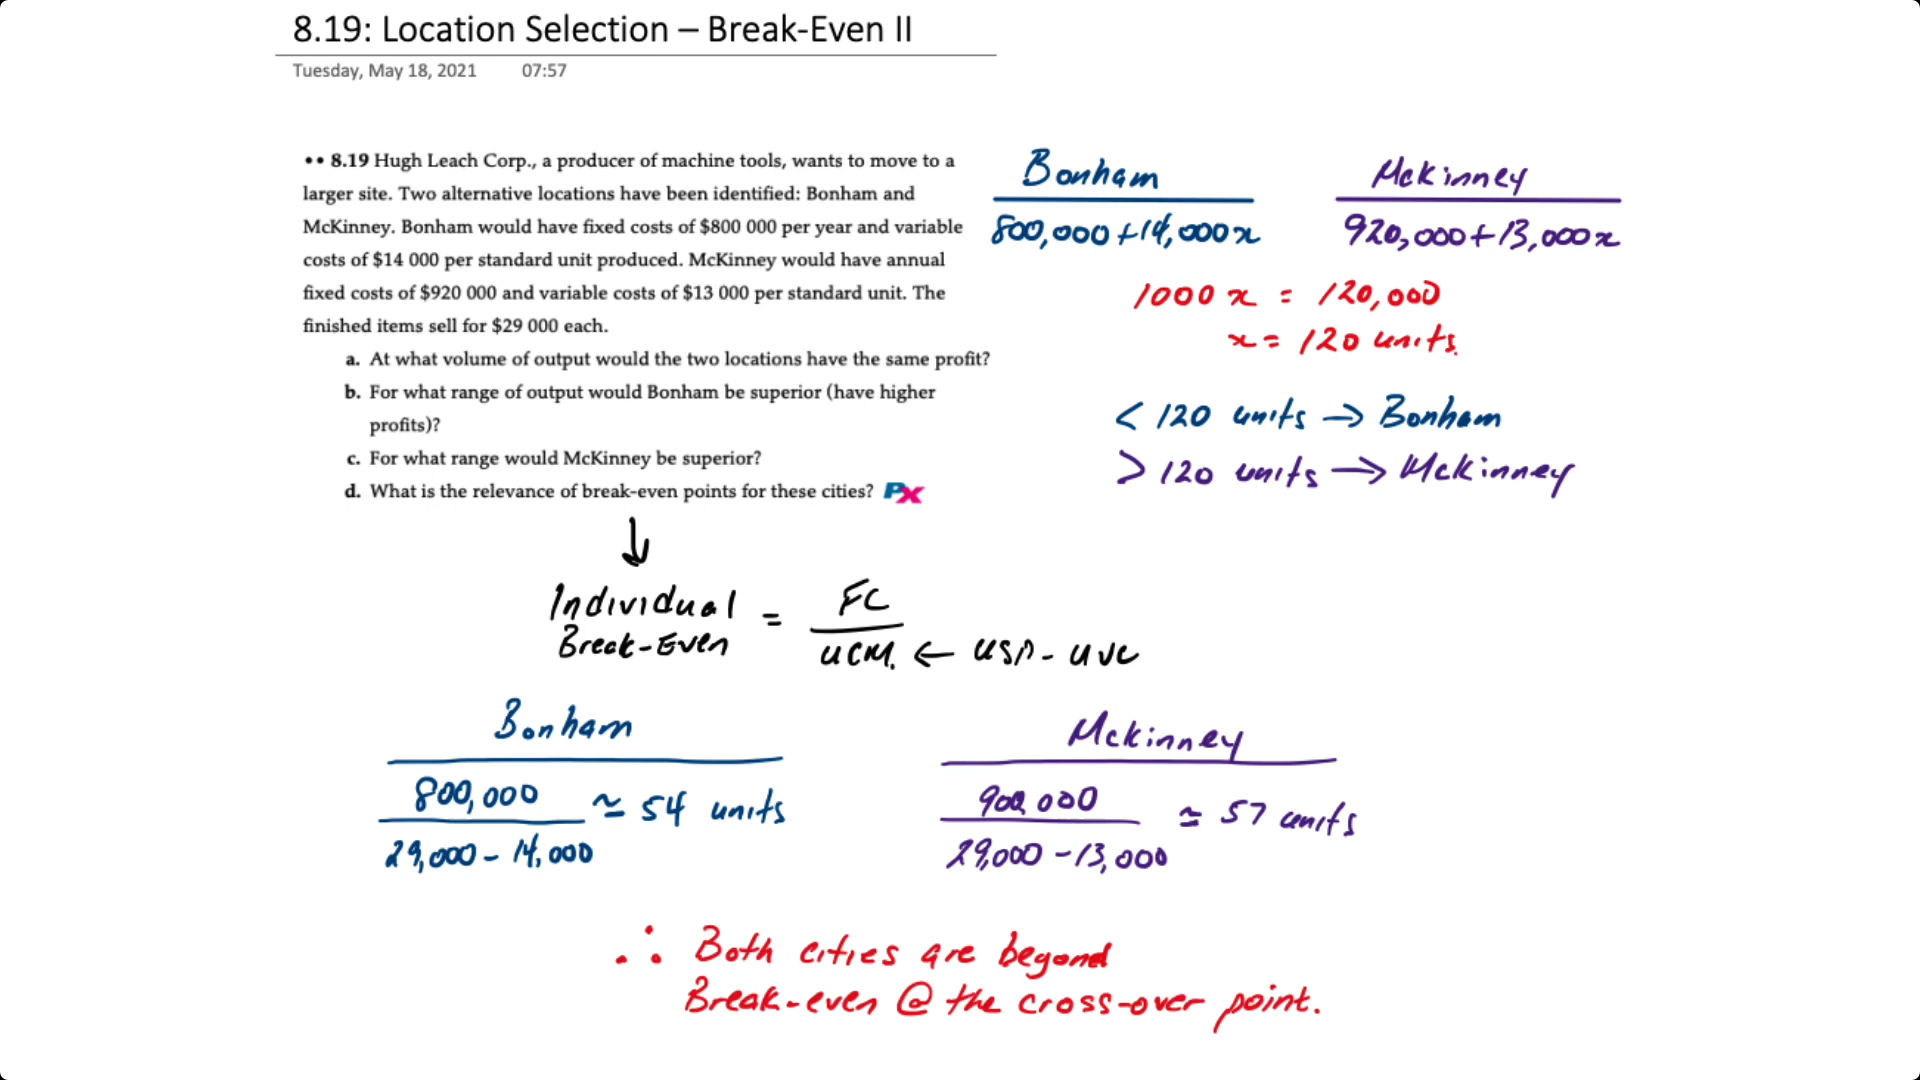 8.19: Location Selection – Break-Even II
Tuesday, May 18, 2021 07:57
•• 8.19 Hugh Leach Corp., a producer of machine tools, wants to move to a
larger site. Two alternative locations have been identified: Bonham and
McKinney. Bonham would have fixed costs of $800 000 per year and variable
costs of $14 000 per standard unit produced. McKinney would have annual
fixed costs of $920 000 and variable costs of $13 000 per standard unit. The
finished items sell for $29 000 each.
a. At what volume of output would the two locations have the same profit?
b. For what range of output would Bonham be superior (have higher
profits)?
c. For what range would McKinney be superior?
d. What is the relevance of break-even points for these cities? PX
Bonham
800,000 + 14,000x
McKinney
920,000 + 13,000x
1000x = 120,000
x = 120 units.
< 120 units → Bonham
> 120 units → McKinney
↓
Individual
Break-Even
= FC
UCM. ← USP - UVC
Bonham
800,000
29,000 - 14,000
≃ 54 units
McKinney
900,000
29,000 - 13,000
≃ 57 units
∴ Both cities are beyond
Break-even @ the cross-over point.